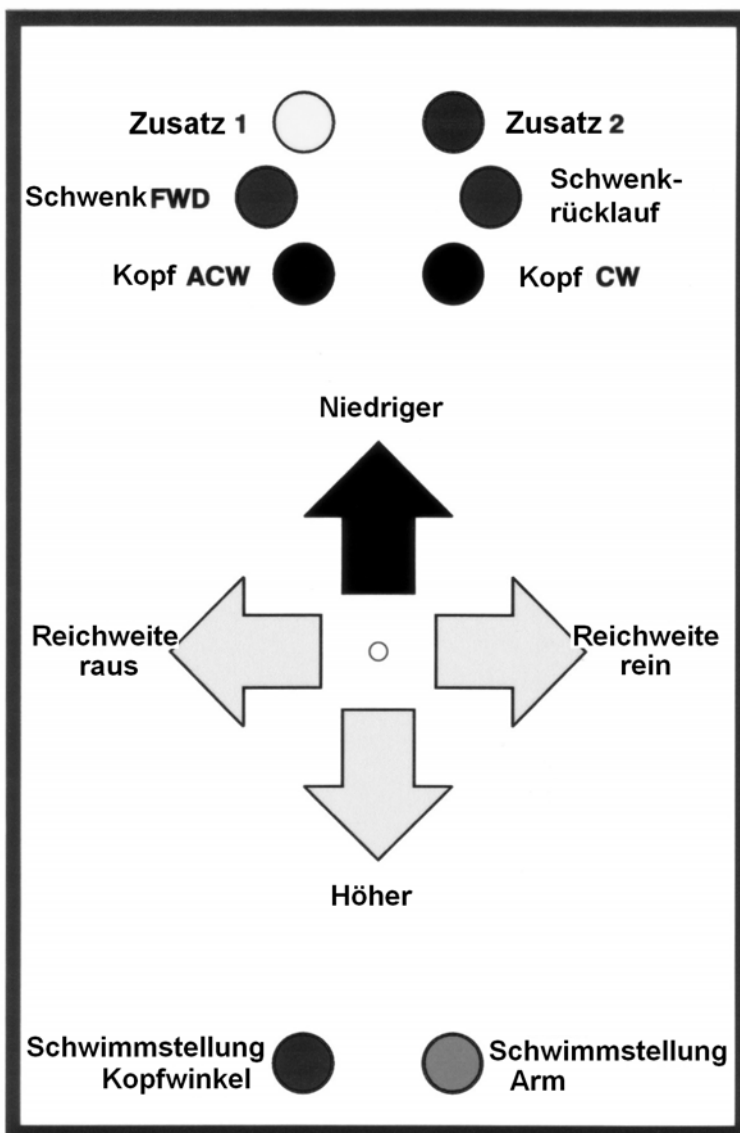 Zusatz 1
Zusatz 2
Schwenk FWD
Schwenk-
rücklauf
Kopf ACW
Kopf CW
Niedriger
Reichweite
raus
Reichweite
rein
Höher
Schwimmstellung
Kopfwinkel
Schwimmstellung
Arm